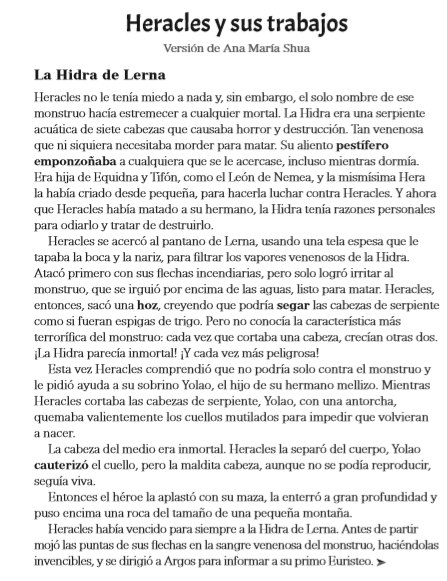 Heracles y sus trabajos
Versión de Ana María Shua
La Hidra de Lerna
Heracles no le tenía miedo a nada y, sin embargo, el solo nombre de ese
monstruo hacía estremecer a cualquier mortal. La Hidra era una serpiente
acuática de siete cabezas que causaba horror y destrucción. Tan venenosa
que ni siquiera necesitaba morder para matar. Su aliento pestífero
emponzoñaba a cualquiera que se le acercase, incluso mientras dormía.
Era hija de Equidna y Tifón, como el León de Nemea, y la mismísima Hera
la había criado desde pequeña, para hacerla luchar contra Heracles. Y ahora
que Heracles había matado a su hermano, la Hidra tenía razones personales
para odiarlo y tratar de destruirlo.
Heracles se acercó al pantano de Lerna, usando una tela espesa que le
tapaba la boca y la nariz, para filtrar los vapores venenosos de la Hidra.
Atacó primero con sus flechas incendiarias, pero solo logró irritar al
monstruo, que se irguió por encima de las aguas, listo para matar. Heracles,
entonces, sacó una hoz, creyendo que podría segar las cabezas de serpiente
como si fueran espigas de trigo. Pero no conocía la característica más
terrorífica del monstruo: cada vez que cortaba una cabeza, crecían otras dos.
¡La Hidra parecía inmortal! ¡Y cada vez más peligrosa!
Esta vez Heracles comprendió que no podría solo contra el monstruo y
le pidió ayuda a su sobrino Yolao, el hijo de su hermano mellizo. Mientras
Heracles cortaba las cabezas de serpiente, Yolao, con una antorcha,
quemaba valientemente los cuellos mutilados para impedir que volvieran
a nacer.
La cabeza del medio era inmortal. Heracles la separó del cuerpo, Yolao
cauterizó el cuello, pero la maldita cabeza, aunque no se podía reproducir,
seguía viva.
Entonces el héroe la aplastó con su maza, la enterró a gran profundidad y
puso encima una roca del tamaño de una pequeña montaña.
Heracles había vencido para siempre a la Hidra de Lerna. Antes de partir
mojó las puntas de sus flechas en la sangre venenosa del monstruo, haciéndolas
invencibles, y se dirigió a Argos para informar a su primo Euristeo. ➤